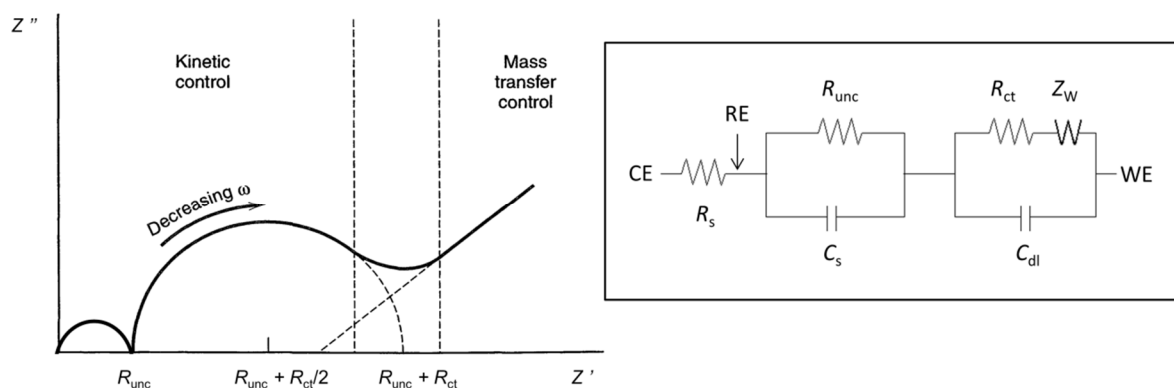 Z ″
Kinetic
control
Mass
transfer
control
Decreasing ω
R_unc
R_unc + R_ct/2
R_unc + R_ct
Z ′
R_unc
R_ct
Z_W
RE
CE
WE
R_s
C_s
C_dl